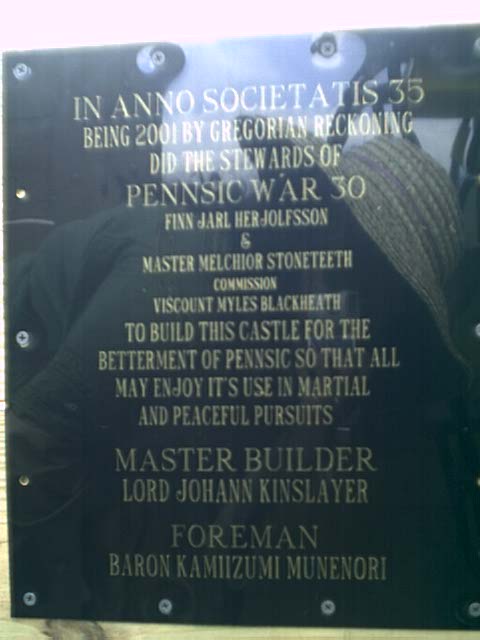 IN ANNO SOCIETATIS 35
BEING 2001 BY GREGORIAN RECKONING
DID THE STEWARDS OF
PENNSIC WAR 30
FINN JARL HERJOLFSSON
&
MASTER MELCHIOR STONETEETH
COMMISSION
VISCOUNT MYLES BLACKHEATH
TO BUILD THIS CASTLE FOR THE
BETTERMENT OF PENNSIC SO THAT ALL
MAY ENJOY IT'S USE IN MARTIAL
AND PEACEFUL PURSUITS
MASTER BUILDER
LORD JOHANN KINSLAYER
FOREMAN
BARON KAMIIZUMI MUNENORI